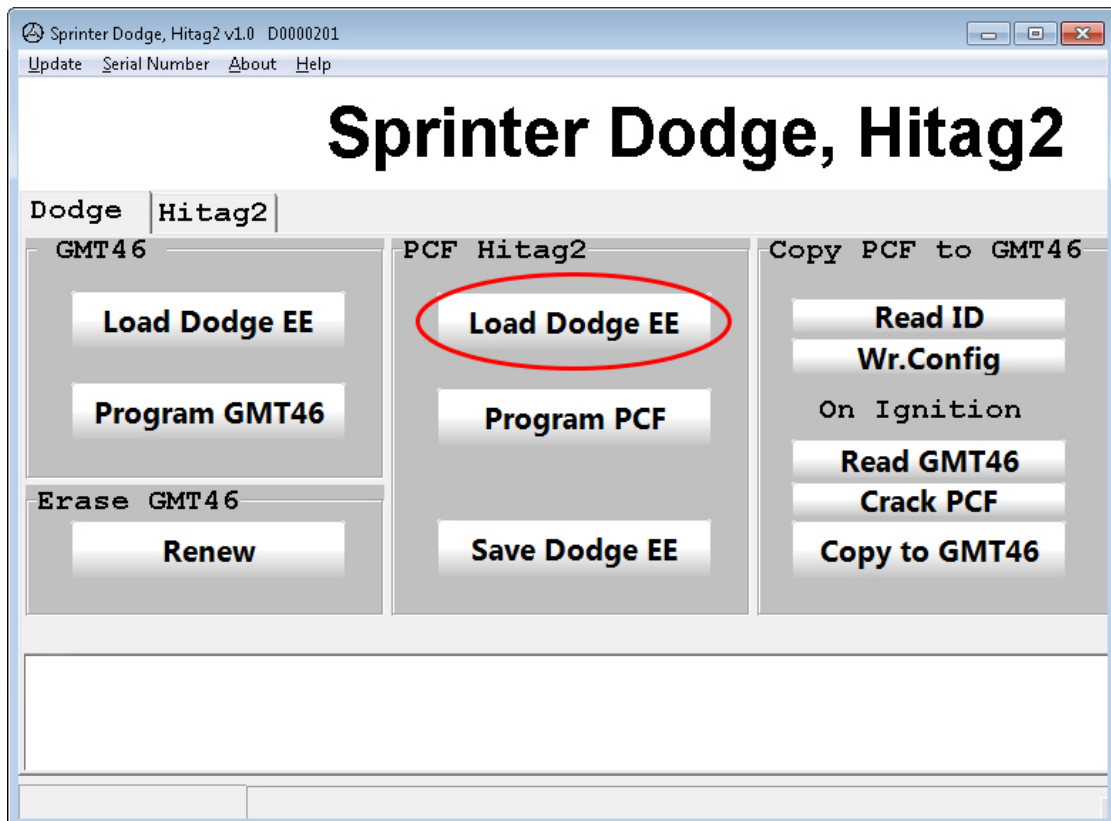 Sprinter Dodge, Hitag2 v1.0 D0000201
Update Serial Number About Help
Sprinter Dodge, Hitag2
Dodge Hitag2
GMT46
Load Dodge EE
Program GMT46
Erase GMT46
Renew
PCF Hitag2
Load Dodge EE
Program PCF
Save Dodge EE
Copy PCF to GMT46
Read ID
Wr.Config
On Ignition
Read GMT46
Crack PCF
Copy to GMT46